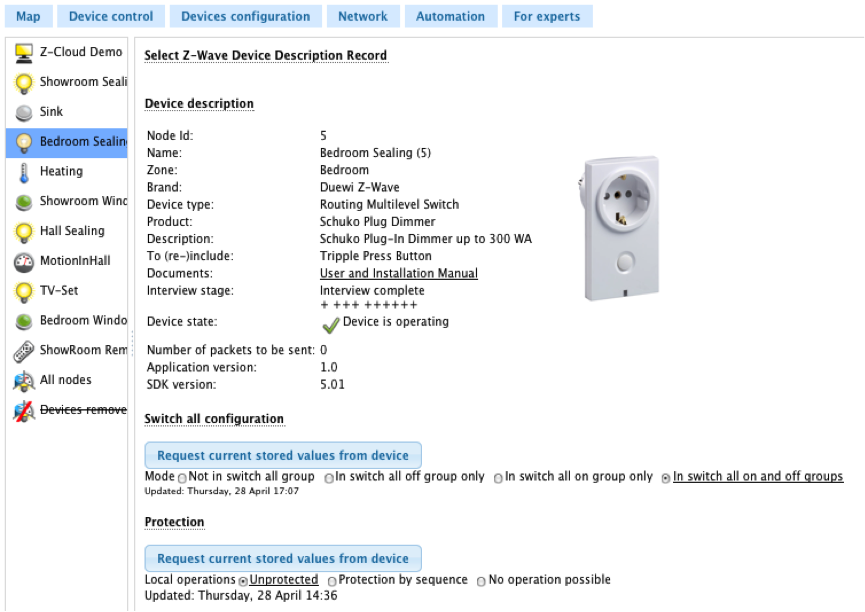 Map Device control Devices configuration Network Automation For experts
Z-Cloud Demo
Showroom Seali
Sink
Bedroom Sealing
Heating
Showroom Wind
Hall Sealing
MotionInHall
TV-Set
Bedroom Windo
ShowRoom Rem
All nodes
Devices remove
Select Z-Wave Device Description Record
Device description
Node Id: 5
Name: Bedroom Sealing (5)
Zone: Bedroom
Brand: Duewi Z-Wave
Device type: Routing Multilevel Switch
Product: Schuko Plug Dimmer
Description: Schuko Plug-In Dimmer up to 300 WA
To (re-)include: Tripple Press Button
Documents: User and Installation Manual
Interview stage: Interview complete
+ +++ ++++++
Device state: Device is operating
Number of packets to be sent: 0
Application version: 1.0
SDK version: 5.01
Switch all configuration
Request current stored values from device
Mode Not in switch all group In switch all off group only In switch all on group only In switch all on and off groups
Updated: Thursday, 28 April 17:07
Protection
Request current stored values from device
Local operations Unprotected Protection by sequence No operation possible
Updated: Thursday, 28 April 14:36